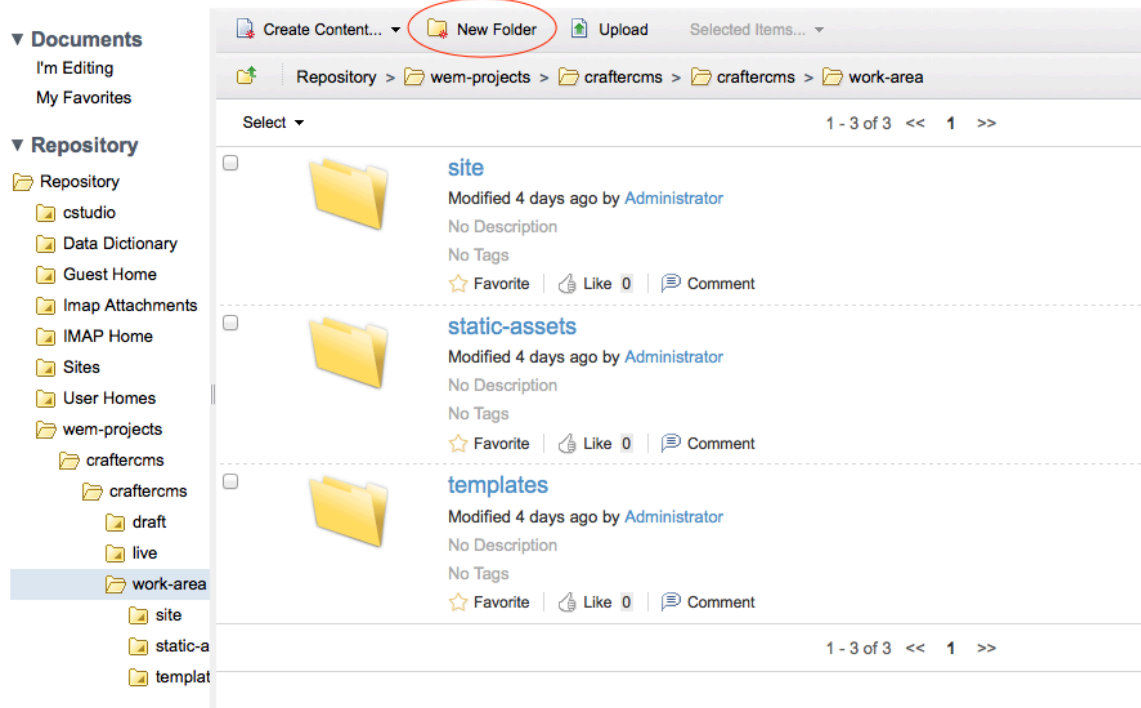 Documents
I'm Editing
My Favorites
Repository
Repository
cstudio
Data Dictionary
Guest Home
Imap Attachments
IMAP Home
Sites
User Homes
wem-projects
craftercms
craftercms
draft
live
work-area
site
static-a
templat
Create Content... New Folder Upload Selected Items...
Repository > wem-projects > craftercms > craftercms > work-area
Select 1 - 3 of 3 << 1 >>
site
Modified 4 days ago by Administrator
No Description
No Tags
Favorite Like 0 Comment
static-assets
Modified 4 days ago by Administrator
No Description
No Tags
Favorite Like 0 Comment
templates
Modified 4 days ago by Administrator
No Description
No Tags
Favorite Like 0 Comment
1 - 3 of 3 << 1 >>